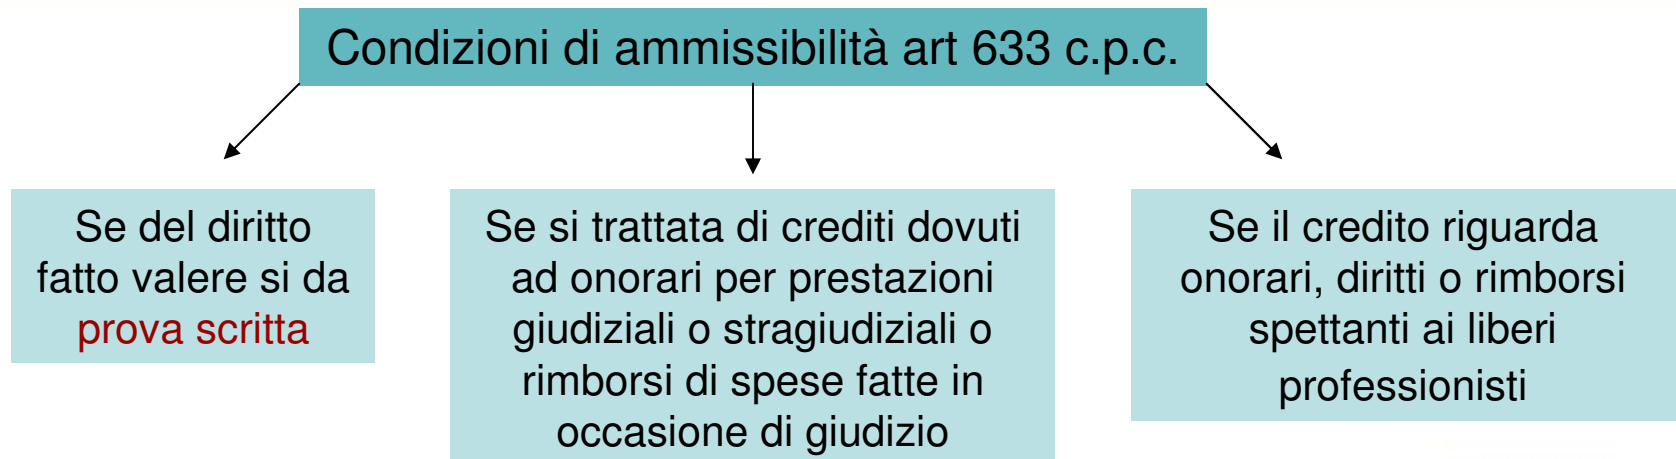 Condizioni di ammissibilità art 633 c.p.c.
Se del diritto
fatto valere si da
prova scritta
Se si trattata di crediti dovuti
ad onorari per prestazioni
giudiziali o stragiudiziali o
rimborsi di spese fatte in
occasione di giudizio
Se il credito riguarda
onorari, diritti o rimborsi
spettanti ai liberi
professionisti